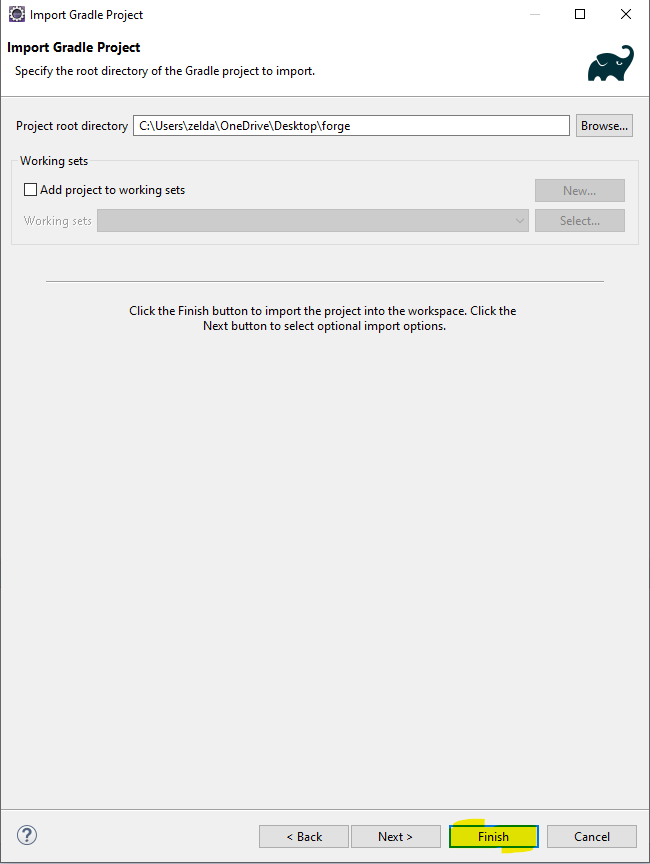 Import Gradle Project
Import Gradle Project
Specify the root directory of the Gradle project to import.
Project root directory C:\Users\zelda\OneDrive\Desktop\forge Browse...
Working sets
Add project to working sets New...
Working sets Select...
Click the Finish button to import the project into the workspace. Click the
Next button to select optional import options.
? < Back Next > Finish Cancel